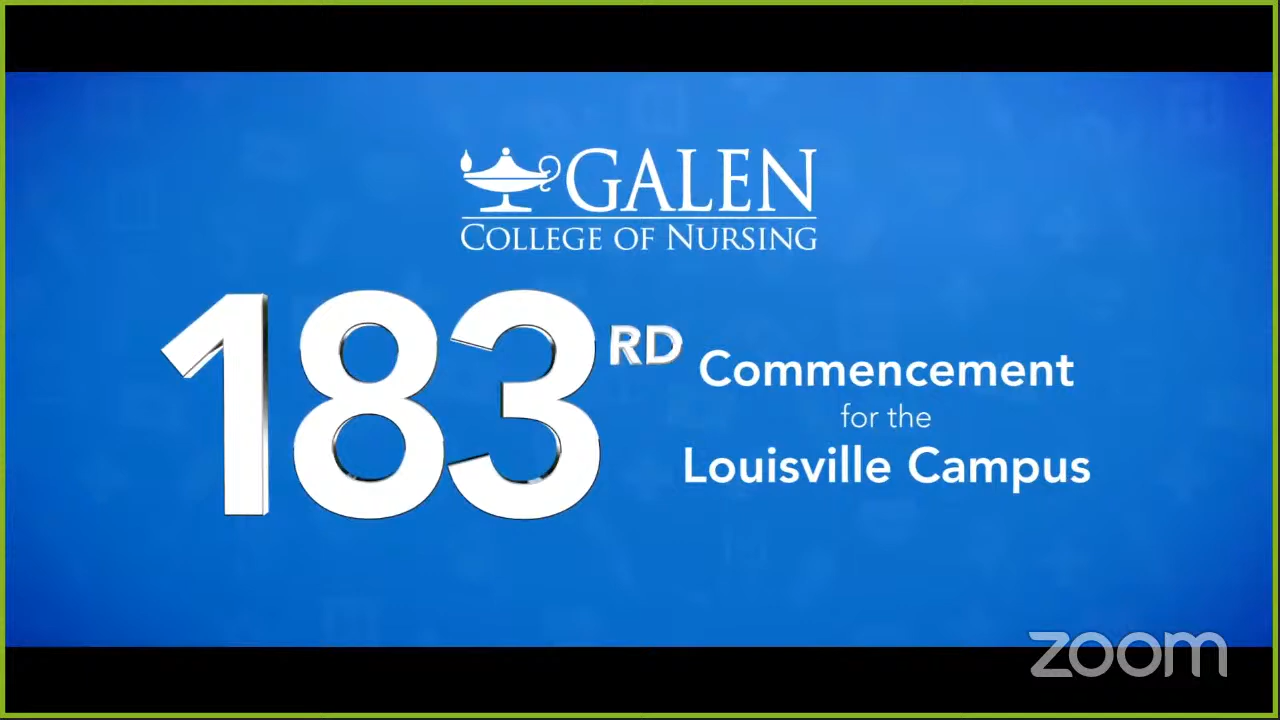 GALEN
COLLEGE OF NURSING
183RD
Commencement
for the
Louisville Campus
zoom